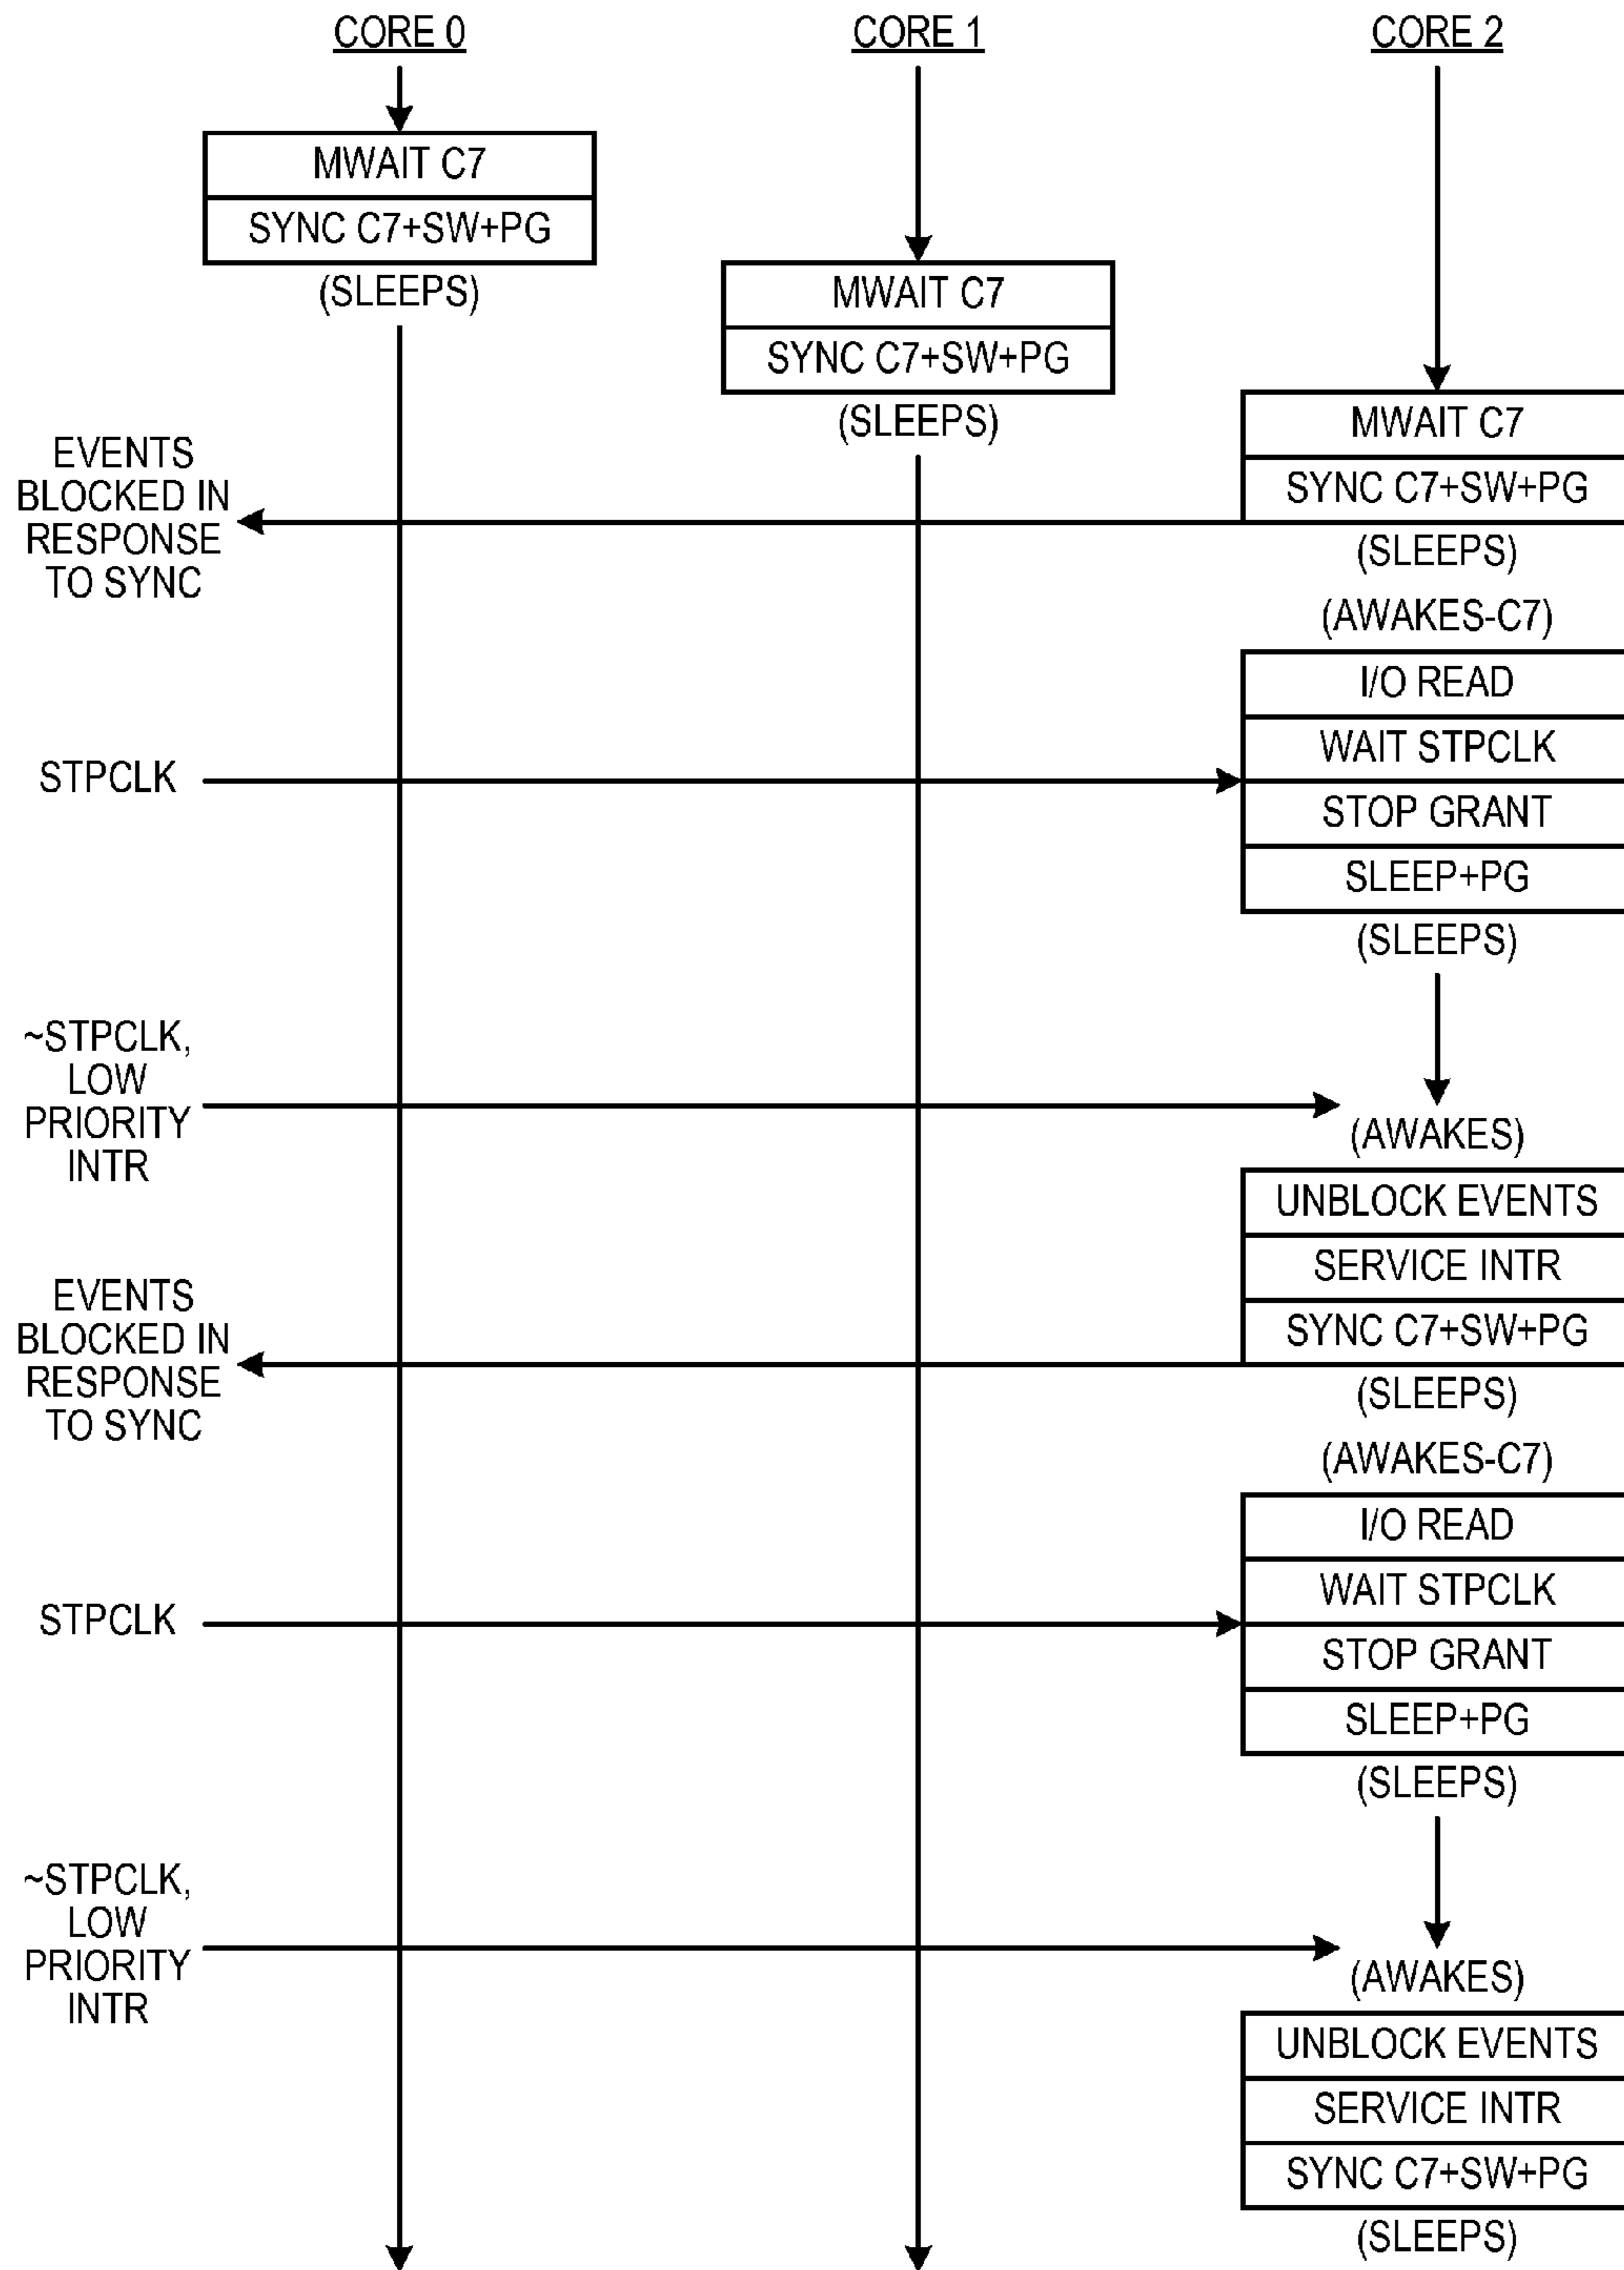 CORE 0
CORE 1
CORE 2
MWAIT C7
SYNC C7+SW+PG
(SLEEPS)
MWAIT C7
SYNC C7+SW+PG
(SLEEPS)
MWAIT C7
SYNC C7+SW+PG
(SLEEPS)
EVENTS
BLOCKED IN
RESPONSE
TO SYNC
(AWAKES-C7)
I/O READ
WAIT STPCLK
STPCLK
STOP GRANT
SLEEP+PG
(SLEEPS)
~STPCLK,
LOW
PRIORITY
INTR
(AWAKES)
UNBLOCK EVENTS
SERVICE INTR
SYNC C7+SW+PG
(SLEEPS)
EVENTS
BLOCKED IN
RESPONSE
TO SYNC
(AWAKES-C7)
I/O READ
WAIT STPCLK
STPCLK
STOP GRANT
SLEEP+PG
(SLEEPS)
~STPCLK,
LOW
PRIORITY
INTR
(AWAKES)
UNBLOCK EVENTS
SERVICE INTR
SYNC C7+SW+PG
(SLEEPS)